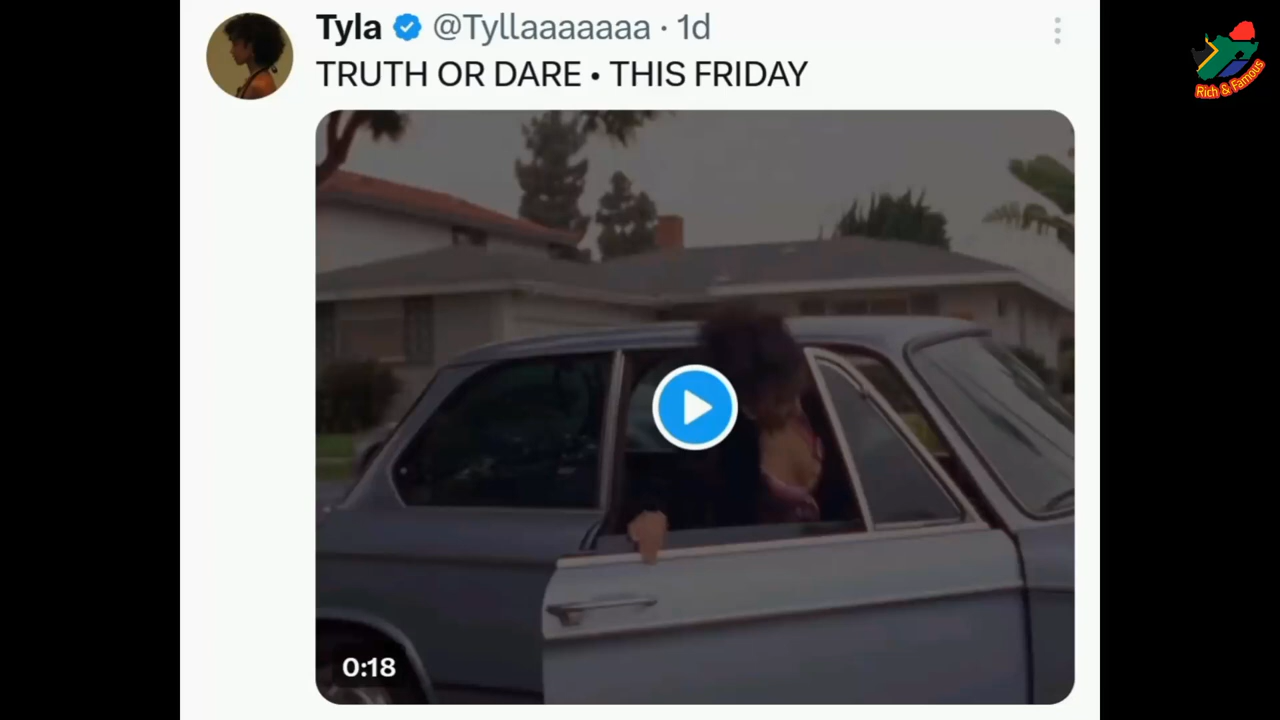 Tyla @Tyllaaaaaaa · 1d
TRUTH OR DARE • THIS FRIDAY
Rich & Famous
0:18